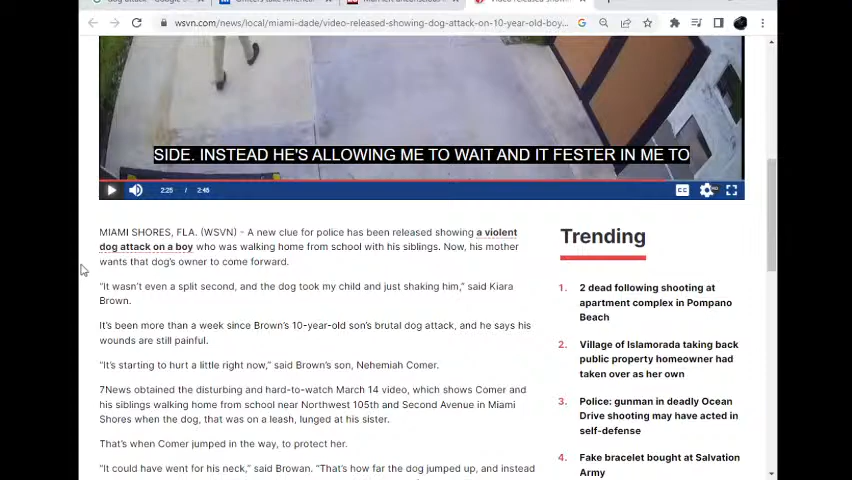 wsvn.com/news/local/miami-dade/video-released-showing-dog-attack-on-10-year-old-boy...
SIDE. INSTEAD HE'S ALLOWING ME TO WAIT AND IT FESTER IN ME TO
2:25 / 2:45
CC
MIAMI SHORES, FLA. (WSVN) - A new clue for police has been released showing a violent
dog attack on a boy who was walking home from school with his siblings. Now, his mother
wants that dog's owner to come forward.
"It wasn't even a split second, and the dog took my child and just shaking him," said Kiara
Brown.
It's been more than a week since Brown's 10-year-old son's brutal dog attack, and he says his
wounds are still painful.
"It's starting to hurt a little right now," said Brown's son, Nehemiah Comer.
7News obtained the disturbing and hard-to-watch March 14 video, which shows Comer and
his siblings walking home from school near Northwest 105th and Second Avenue in Miami
Shores when the dog, that was on a leash, lunged at his sister.
That's when Comer jumped in the way, to protect her.
"It could have went for his neck," said Browan. "That's how far the dog jumped up, and instead
Trending
1. 2 dead following shooting at
apartment complex in Pompano
Beach
2. Village of Islamorada taking back
public property homeowner had
taken over as her own
3. Police: gunman in deadly Ocean
Drive shooting may have acted in
self-defense
4. Fake bracelet bought at Salvation
Army